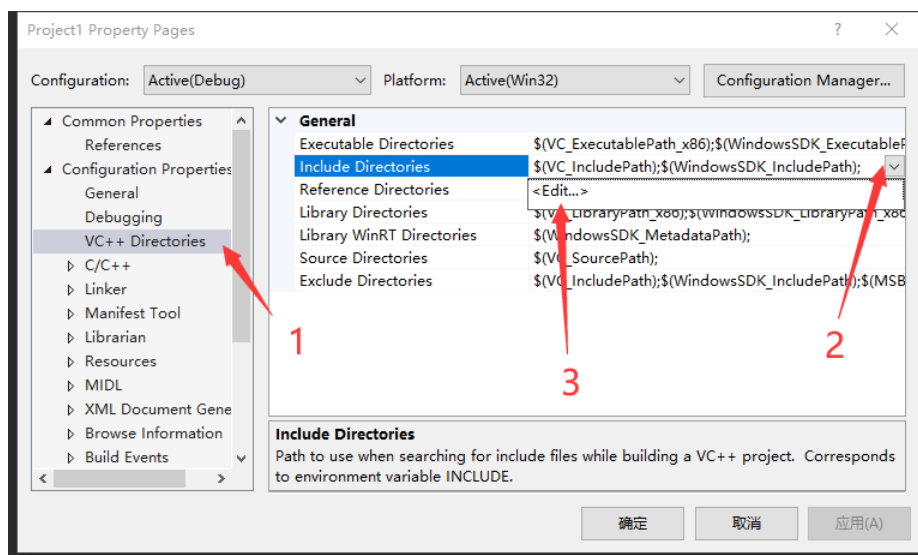 Project1 Property Pages
Configuration: Active(Debug) Platform: Active(Win32) Configuration Manager...
Common Properties
References
Configuration Properties
General
Debugging
VC++ Directories
C/C++
Linker
Manifest Tool
Librarian
Resources
MIDL
XML Document Gene
Browse Information
Build Events
1
General
Executable Directories $(VC_ExecutablePath_x86);$(WindowsSDK_ExecutableP
Include Directories $(VC_IncludePath);$(WindowsSDK_IncludePath);
Reference Directories <Edit...>
Library Directories $(VC_LibraryPath_x86);$(WindowsSDK_LibraryPath_x86
Library WinRT Directories $(WindowsSDK_MetadataPath);
Source Directories $(VC_SourcePath);
Exclude Directories $(VC_IncludePath);$(WindowsSDK_IncludePath);$(MSB
2
3
Include Directories
Path to use when searching for include files while building a VC++ project. Corresponds
to environment variable INCLUDE.
确定 取消 应用(A)